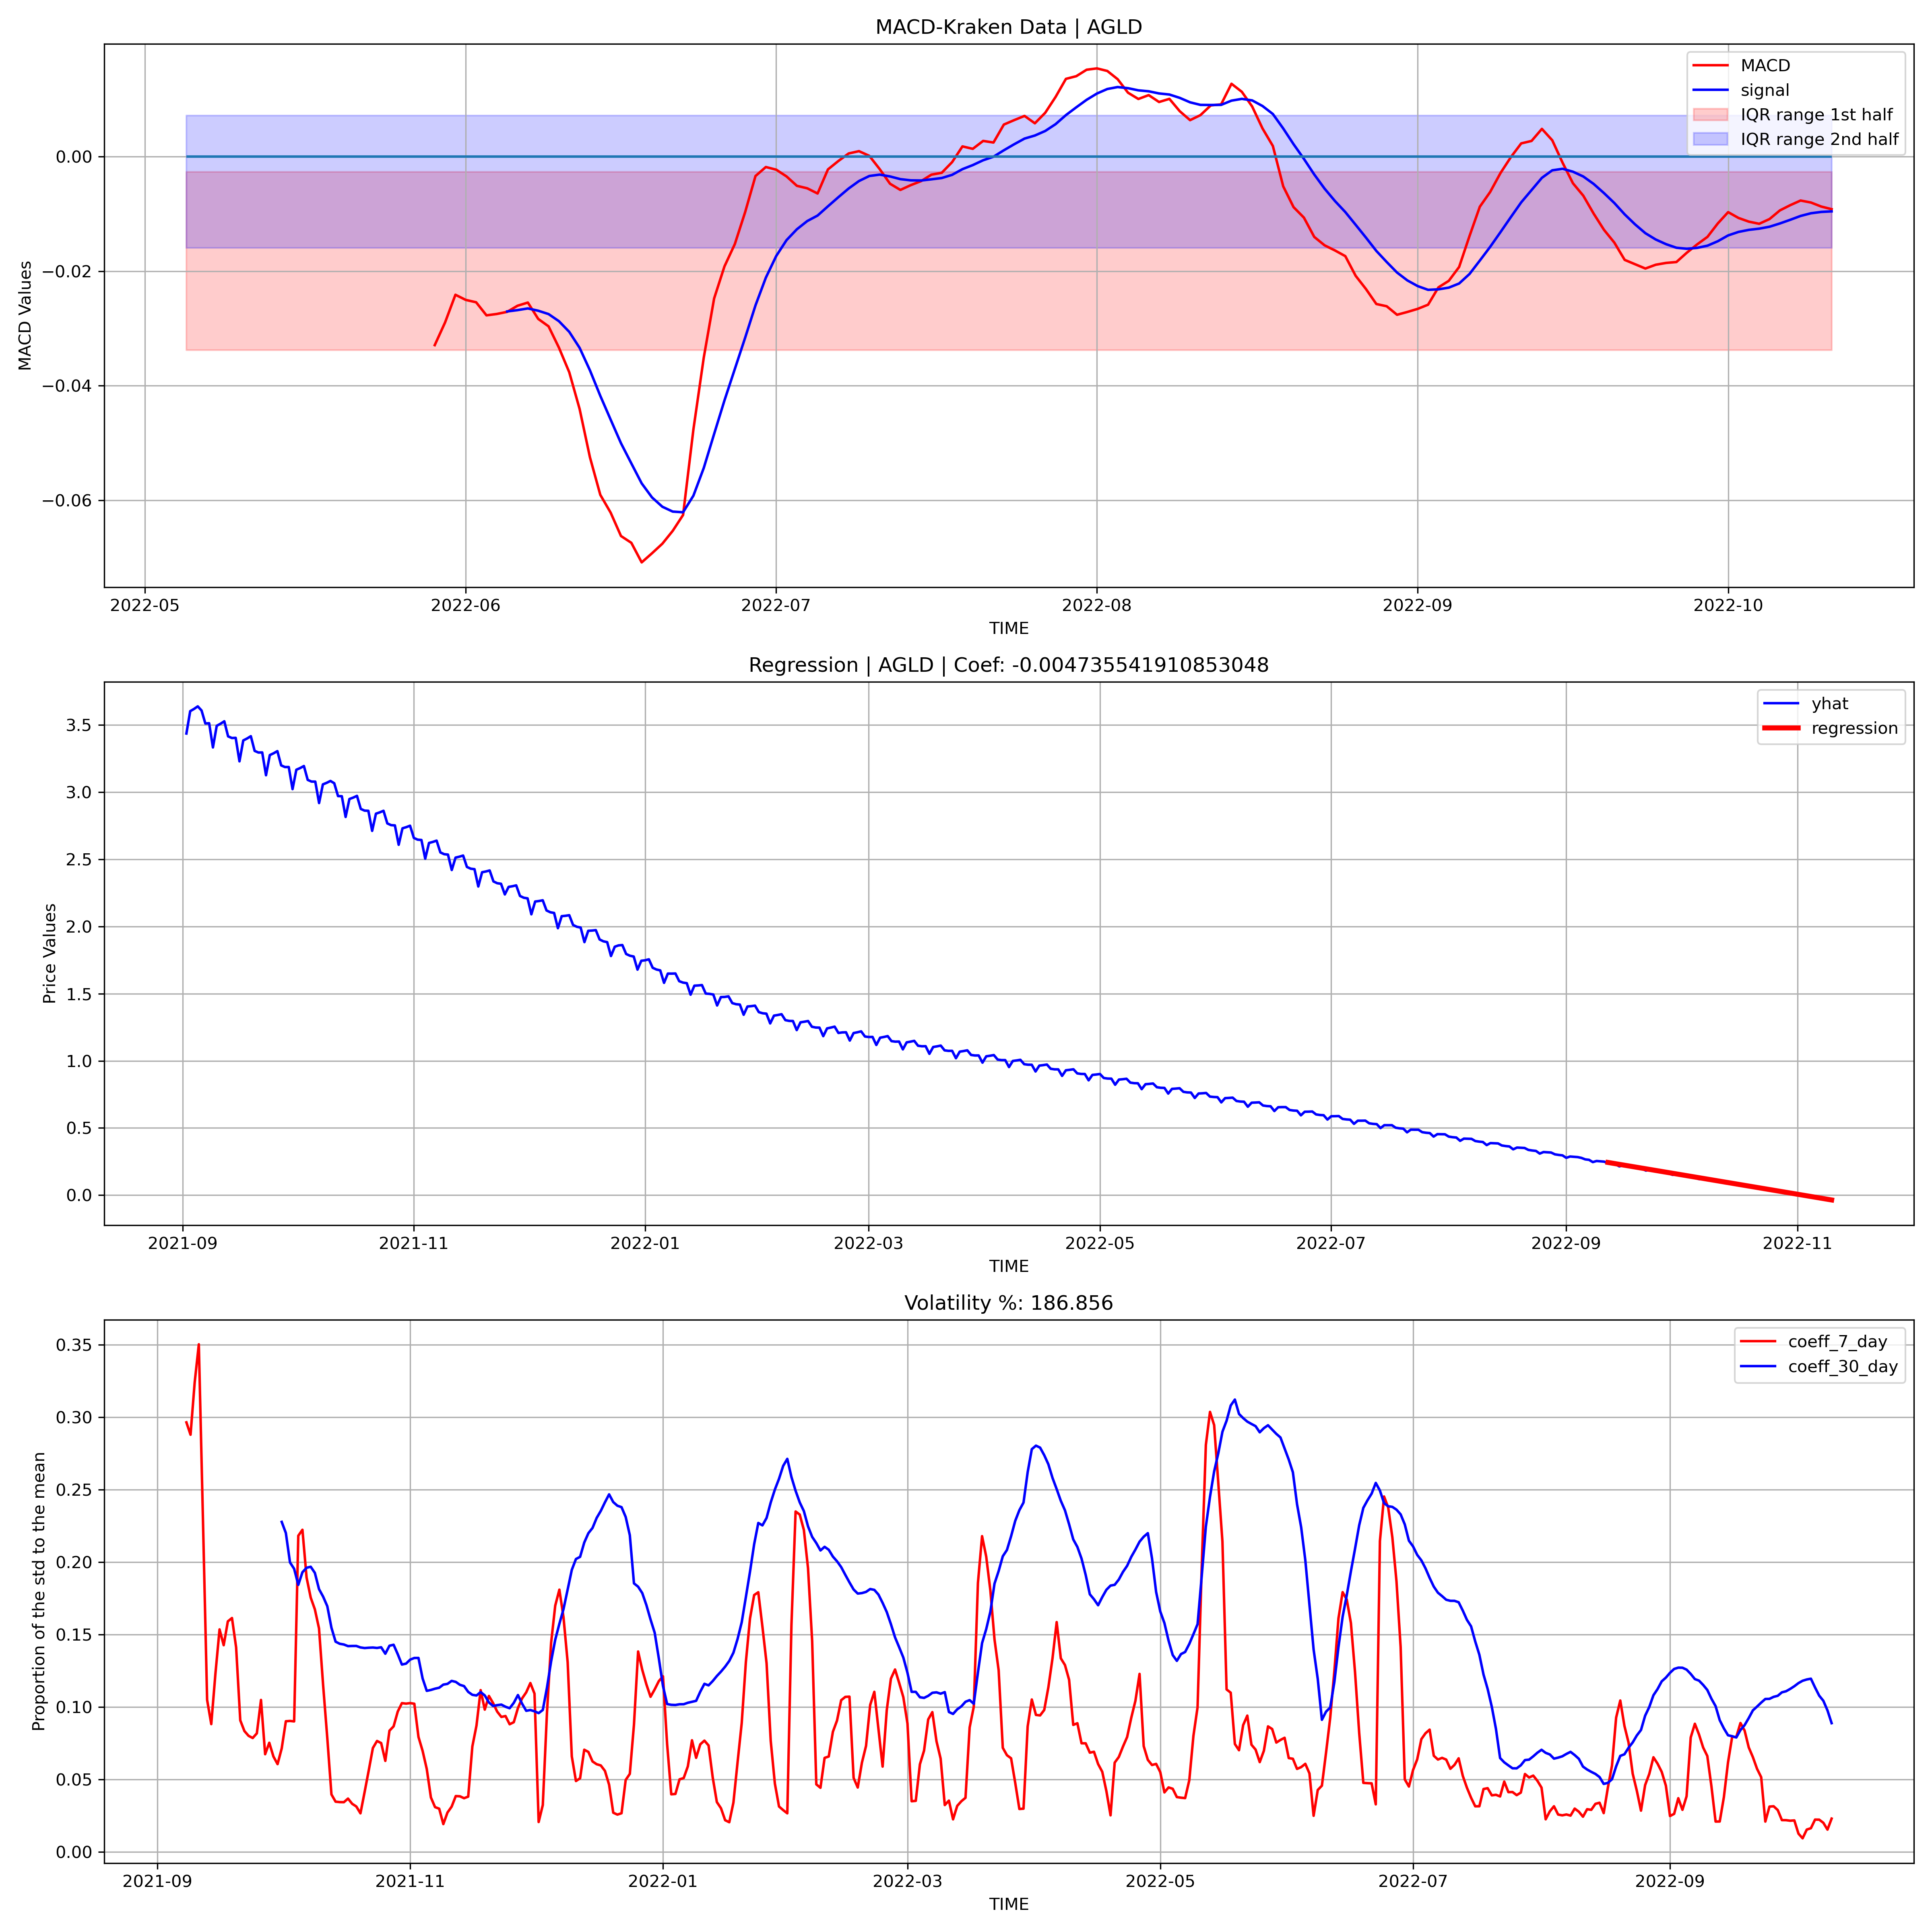 MACD-Kraken Data | AGLD
MACD
signal
IQR range 1st half
IQR range 2nd half
MACD Values
0.00
−0.02
−0.04
−0.06
2022-05 2022-06 2022-07 2022-08 2022-09 2022-10
TIME
Regression | AGLD | Coef: -0.004735541910853048
yhat
regression
Price Values
3.5
3.0
2.5
2.0
1.5
1.0
0.5
0.0
2021-09 2021-11 2022-01 2022-03 2022-05 2022-07 2022-09 2022-11
TIME
Volatility %: 186.856
coeff_7_day
coeff_30_day
Proportion of the std to the mean
0.35
0.30
0.25
0.20
0.15
0.10
0.05
0.00
2021-09 2021-11 2022-01 2022-03 2022-05 2022-07 2022-09
TIME